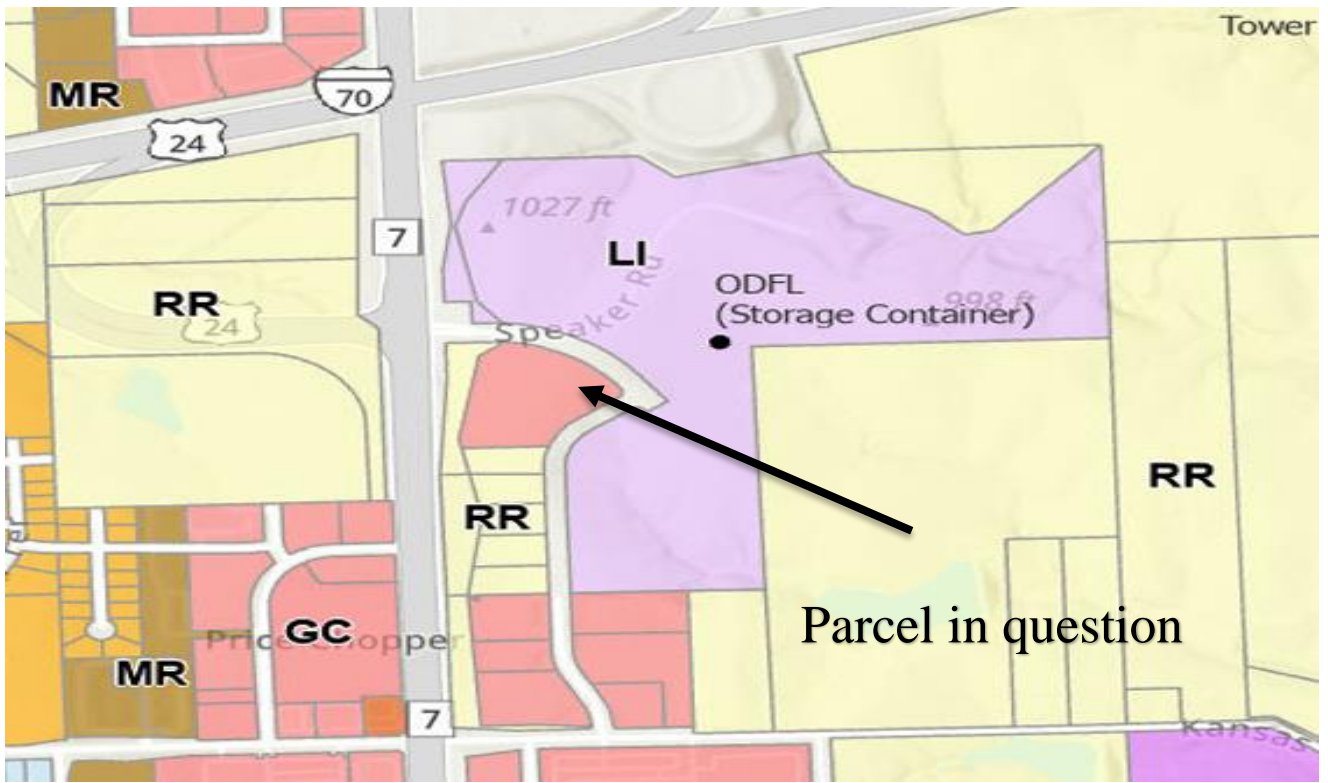 Tower
MR
70
24
1027 ft
7
LI
RR
24
ODFL
(Storage Container)
998 ft
Speaker Ru
RR
RR
Parcel in question
GC
Price Chopper
MR
7
Kansas